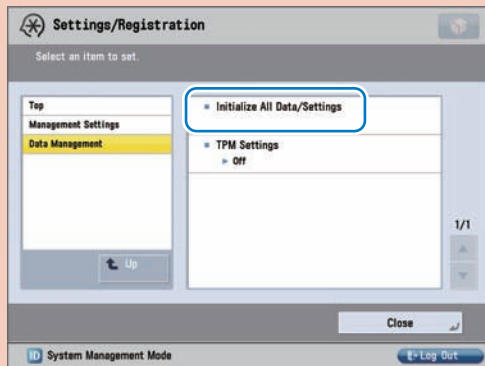 Settings/Registration
Select an item to set.
Top
Management Settings
Data Management
Up
Initialize All Data/Settings
TPM Settings
Off
1/1
Close
ID System Management Mode
Log Out